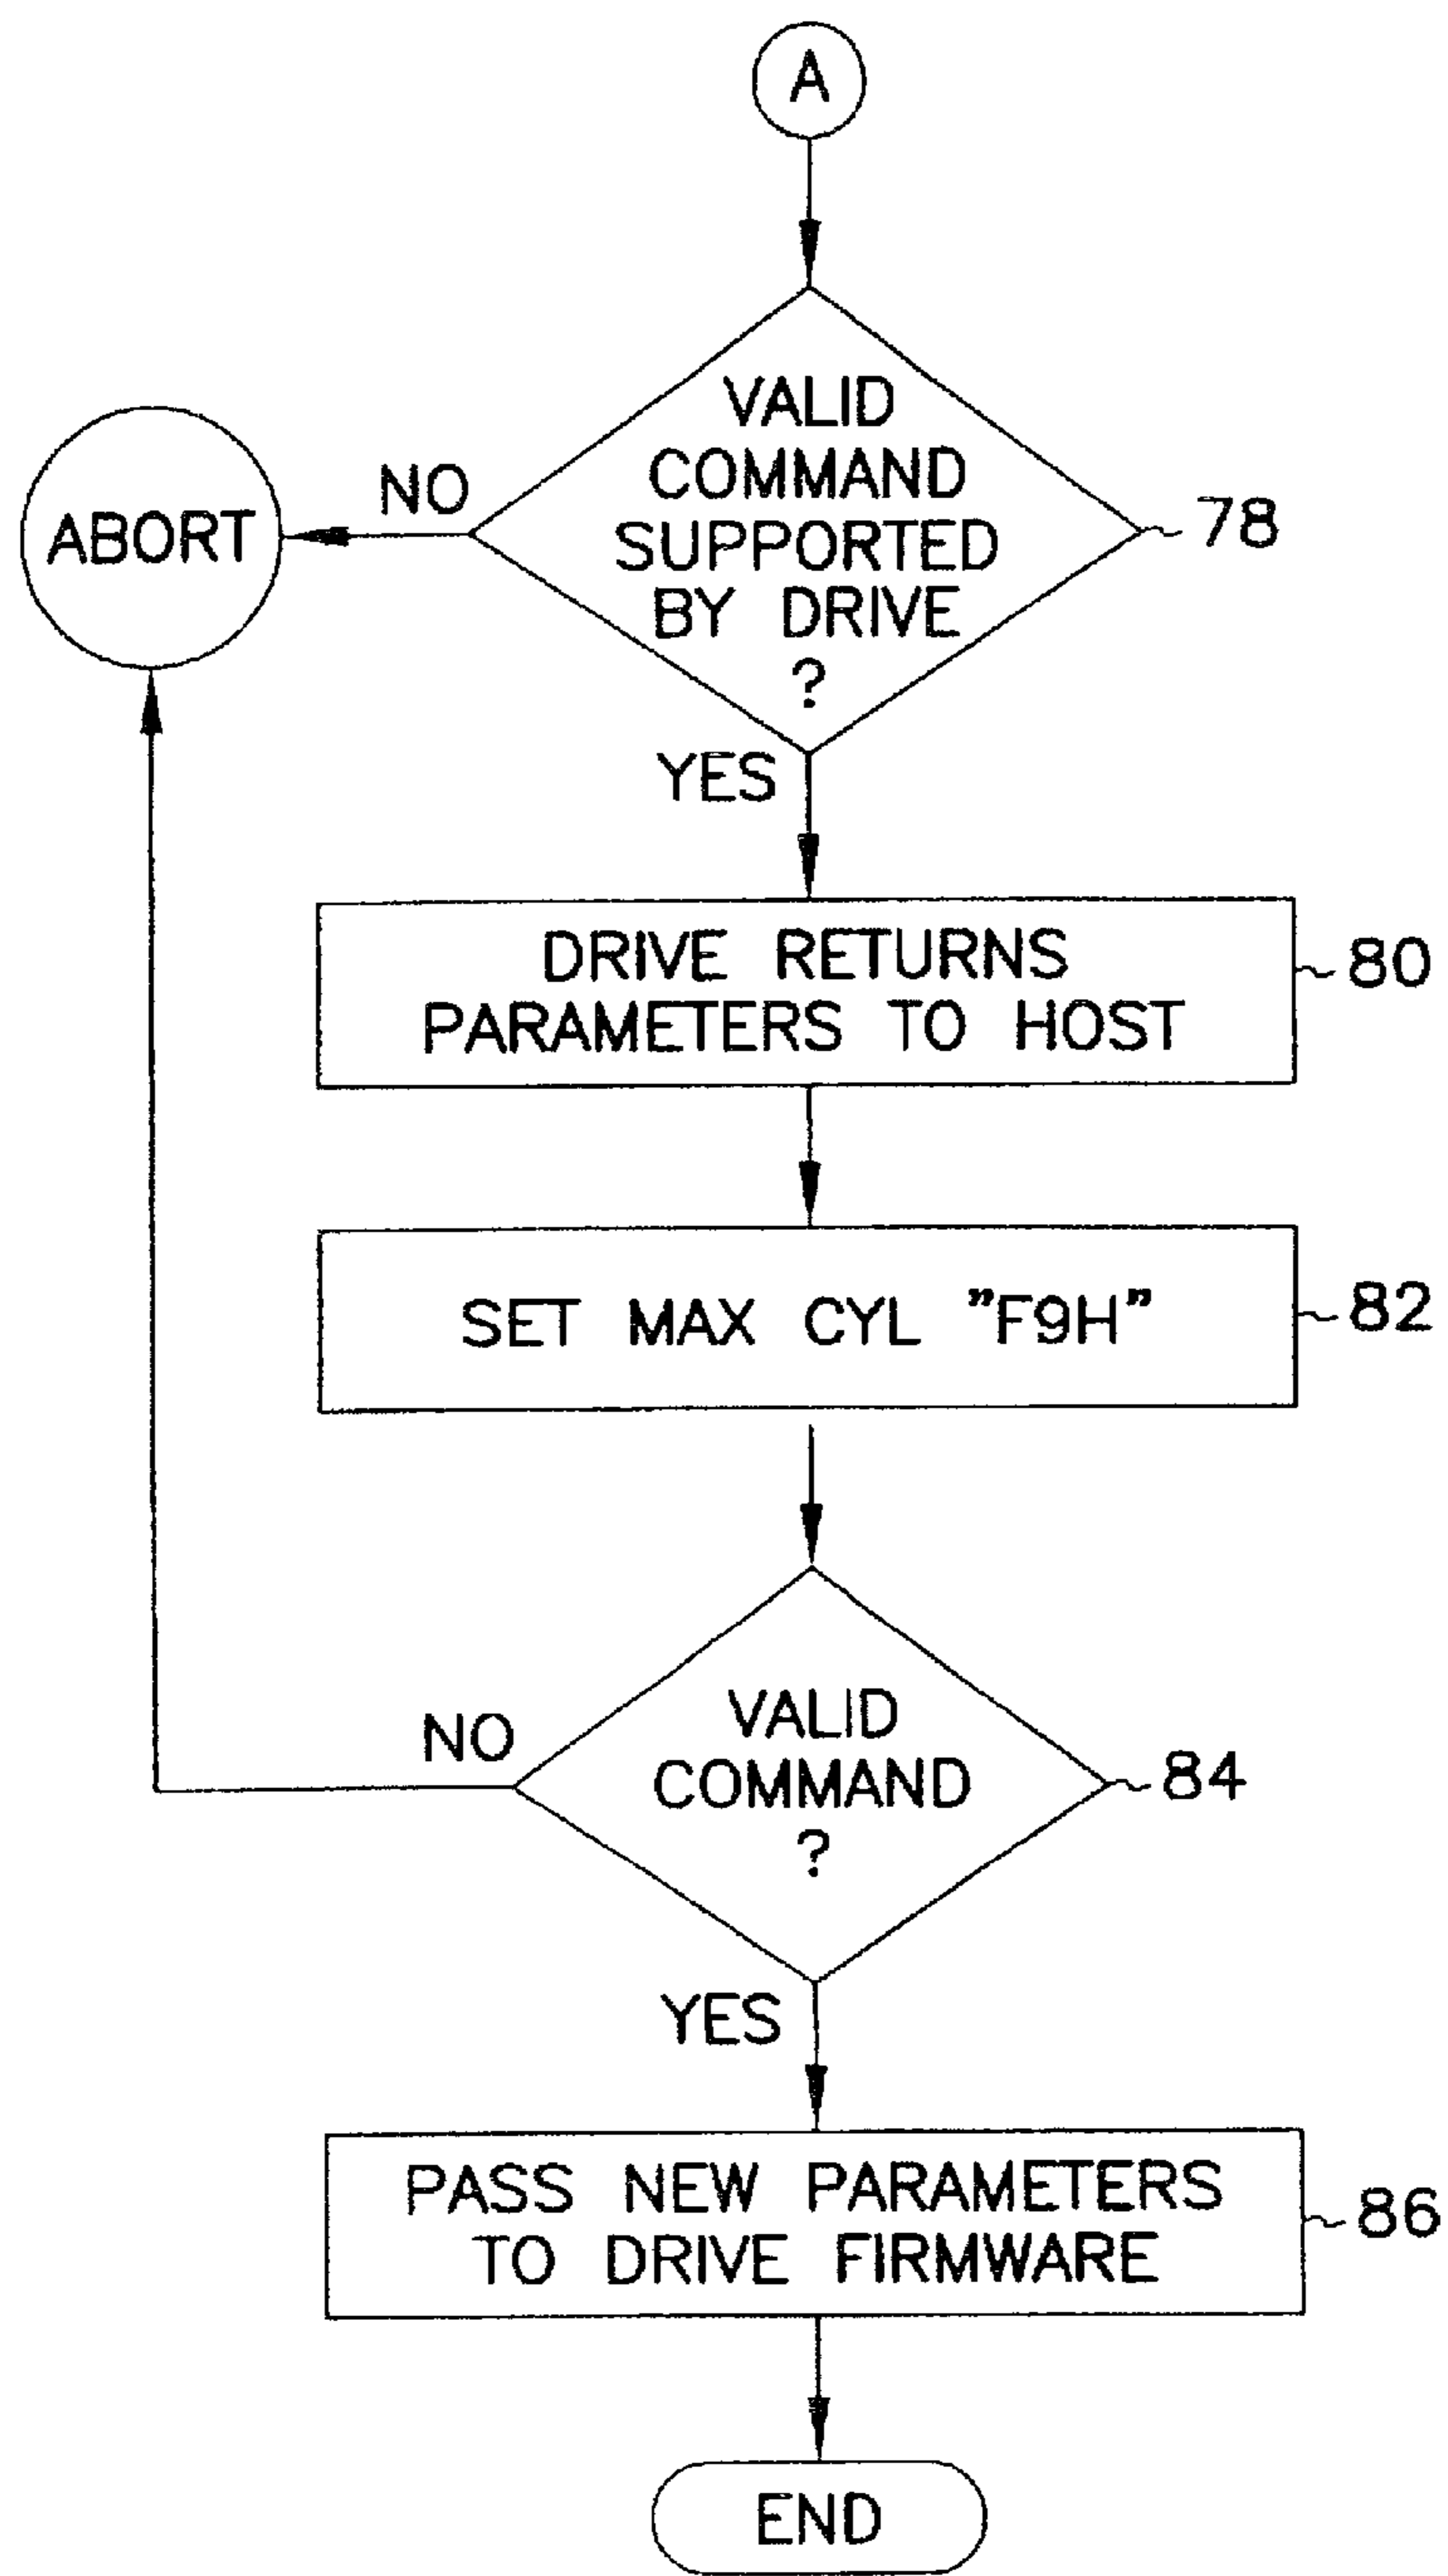 A
VALID
COMMAND
SUPPORTED
BY DRIVE
?
78
NO
ABORT
YES
DRIVE RETURNS
PARAMETERS TO HOST
80
SET MAX CYL "F9H"
82
VALID
COMMAND
?
84
NO
YES
PASS NEW PARAMETERS
TO DRIVE FIRMWARE
86
END